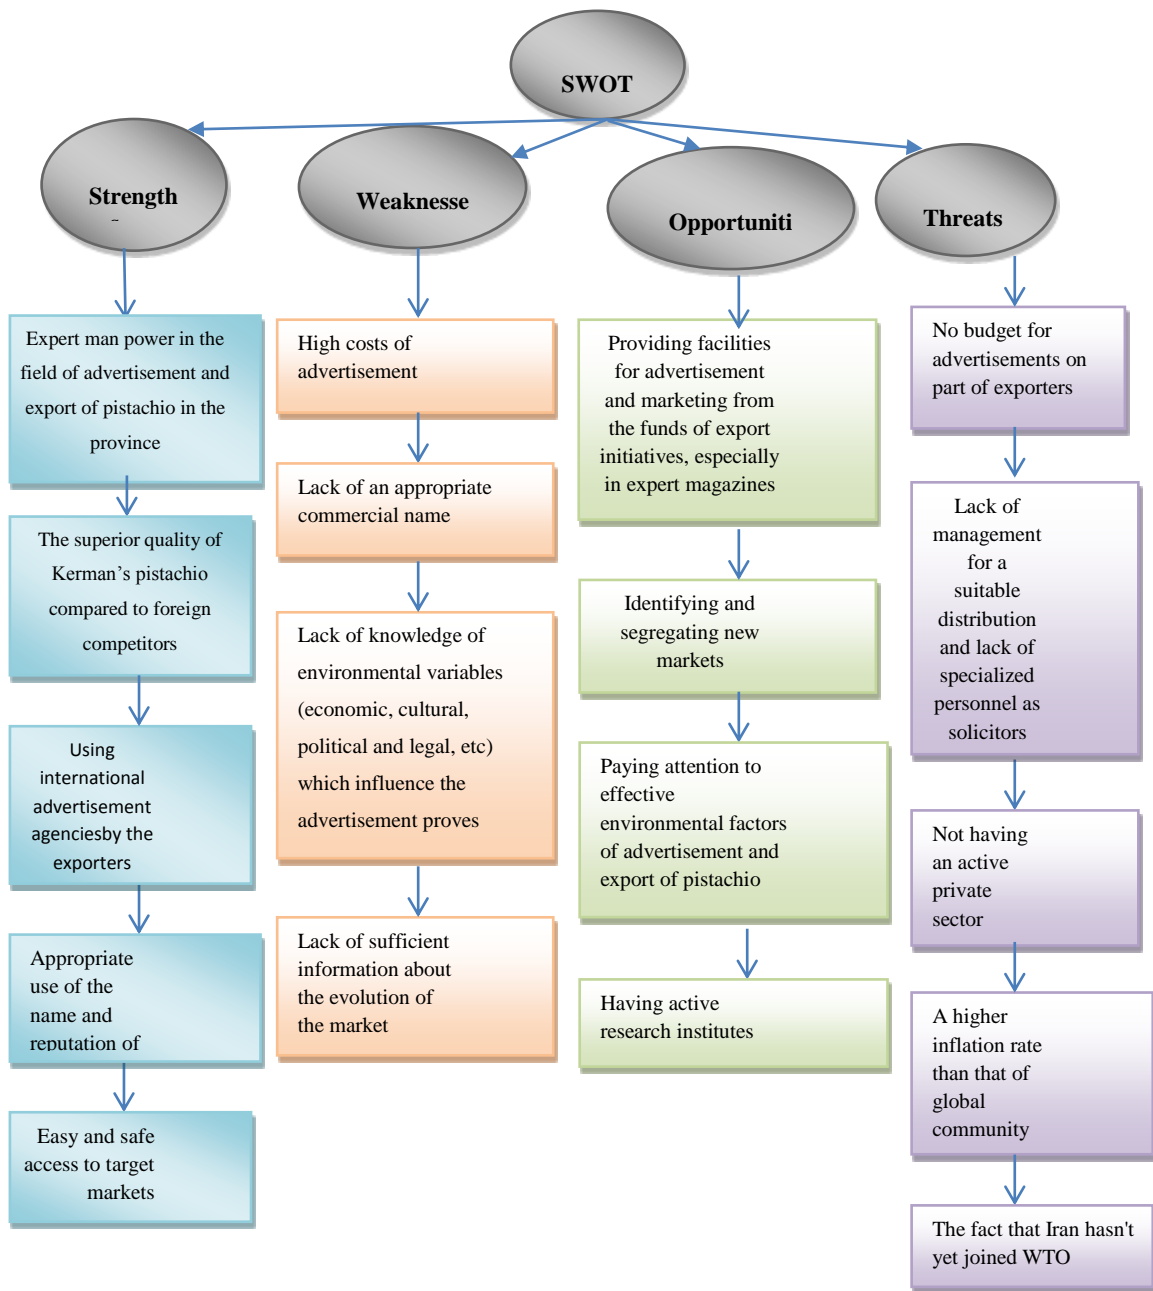 SWOT
Strength
Weaknesse
Opportuniti
Threats
Expert man power in the
field of advertisement and
export of pistachio in the
province
The superior quality of
Kerman’s pistachio
compared to foreign
competitors
Using
international
advertisement
agenciesby the
exporters
Appropriate
use of the
name and
reputation of
Easy and safe
access to target
markets
High costs of
advertisement
Lack of an appropriate
commercial name
Lack of knowledge of
environmental variables
(economic, cultural,
political and legal, etc)
which influence the
advertisement proves
Lack of sufficient
information about
the evolution of
the market
Providing facilities
for advertisement
and marketing from
the funds of export
initiatives, especially
in expert magazines
Identifying and
segregating new
markets
Paying attention to
effective
environmental factors
of advertisement and
export of pistachio
Having active
research institutes
No budget for
advertisements on
part of exporters
Lack of
management
for a
suitable
distribution
and lack of
specialized
personnel as
solicitors
Not having
an active
private
sector
A higher
inflation rate
than that of
global
community
The fact that Iran hasn't
yet joined WTO